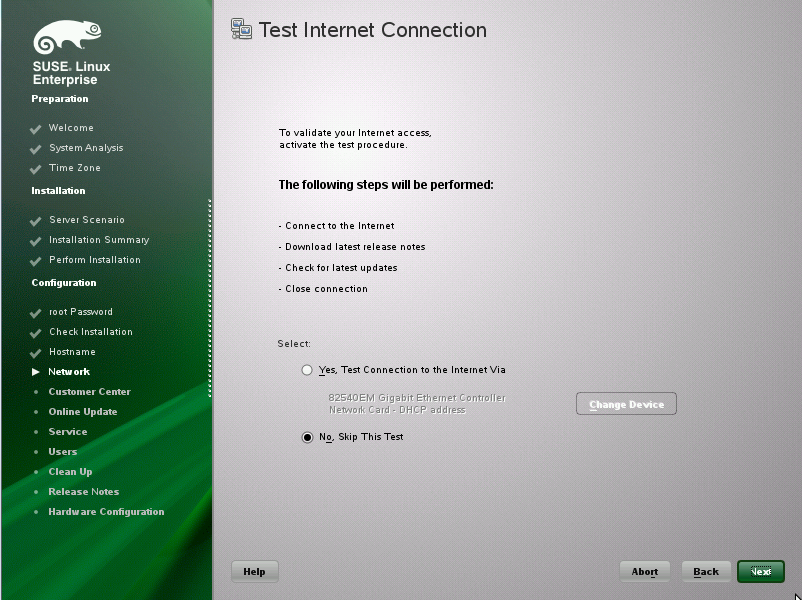 SUSE. Linux
Enterprise
Preparation
Welcome
System Analysis
Time Zone
Installation
Server Scenario
Installation Summary
Perform Installation
Configuration
root Password
Check Installation
Hostname
Network
Customer Center
Online Update
Service
Users
Clean Up
Release Notes
Hardware Configuration
Test Internet Connection
To validate your Internet access,
activate the test procedure.
The following steps will be performed:
- Connect to the Internet
- Download latest release notes
- Check for latest updates
- Close connection
Select:
Yes, Test Connection to the Internet Via
82540EM Gigabit Ethernet Controller
Network Card - DHCP address
Change Device
No, Skip This Test
Help
Abort
Back
Next